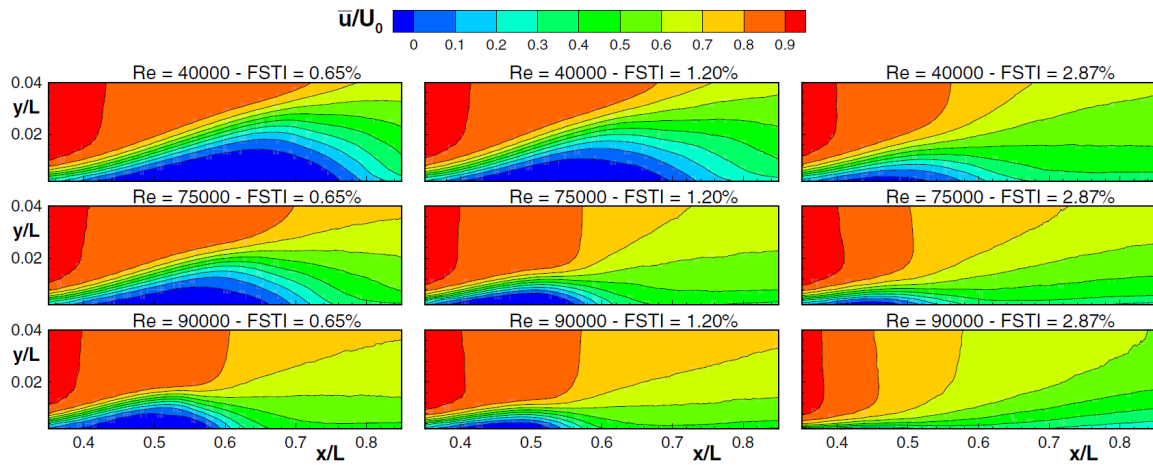 u̅/U₀
0 0.1 0.2 0.3 0.4 0.5 0.6 0.7 0.8 0.9
Re = 40000 - FSTI = 0.65% Re = 40000 - FSTI = 1.20% Re = 40000 - FSTI = 2.87%
0.04
y/L
0.02
Re = 75000 - FSTI = 0.65% Re = 75000 - FSTI = 1.20% Re = 75000 - FSTI = 2.87%
0.04
y/L
0.02
Re = 90000 - FSTI = 0.65% Re = 90000 - FSTI = 1.20% Re = 90000 - FSTI = 2.87%
0.04
y/L
0.02
0.4 0.5 0.6 0.7 0.8 0.4 0.5 0.6 0.7 0.8 0.4 0.5 0.6 0.7 0.8
x/L x/L x/L